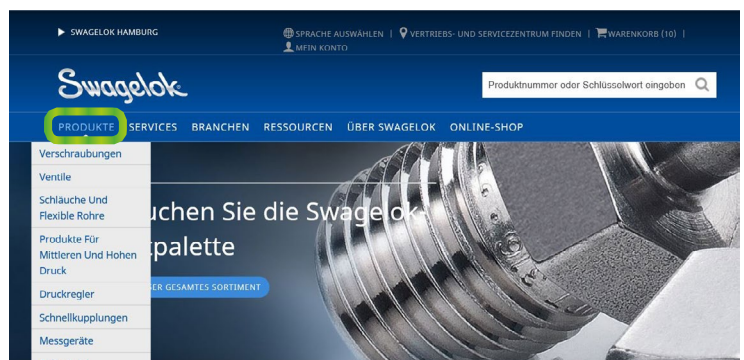 SWAGELOK HAMBURG
SPRACHE AUSWÄHLEN | VERTRIEBS- UND SERVICEZENTRUM FINDEN | WARENKORB (10) |
MEIN KONTO
Swagelok
Produktnummer oder Schlüsselwort eingeben
PRODUKTE SERVICES BRANCHEN RESSOURCEN ÜBER SWAGELOK ONLINE-SHOP
Verschraubungen
Ventile
Schläuche Und
Flexible Rohre
Produkte Für
Mittleren Und Hohen
Druck
Druckregler
Schnellkupplungen
Messgeräte
uchen Sie die Swagelok-
tpalette
SER GESAMTES SORTIMENT